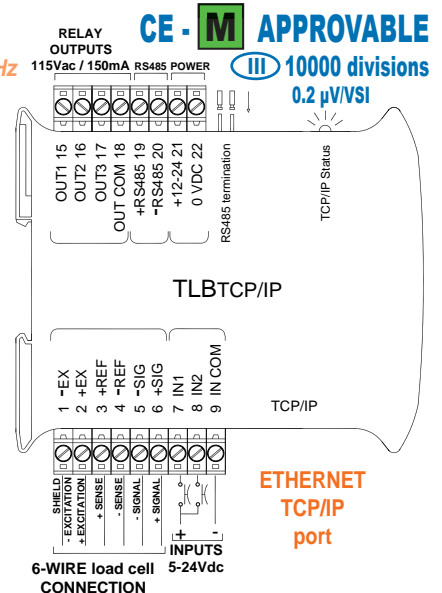 CE - M APPROVABLE
III 10000 divisions
0.2 µV/VSI
Hz
RELAY
OUTPUTS
115Vac / 150mA RS485 POWER
OUT1 15
OUT2 16
OUT3 17
OUT COM 18
+RS485 19
-RS485 20
+12-24 21
0 VDC 22
RS485 termination
TCP/IP Status
TLBTCP/IP
1 -EX
2 +EX
3 +REF
4 -REF
5 -SIG
6 +SIG
7 IN1
8 IN2
9 IN COM
TCP/IP
SHIELD
- EXCITATION
+ EXCITATION
+ SENSE
- SENSE
- SIGNAL
+ SIGNAL
+ -
INPUTS
5-24Vdc
6-WIRE load cell
CONNECTION
ETHERNET
TCP/IP
port